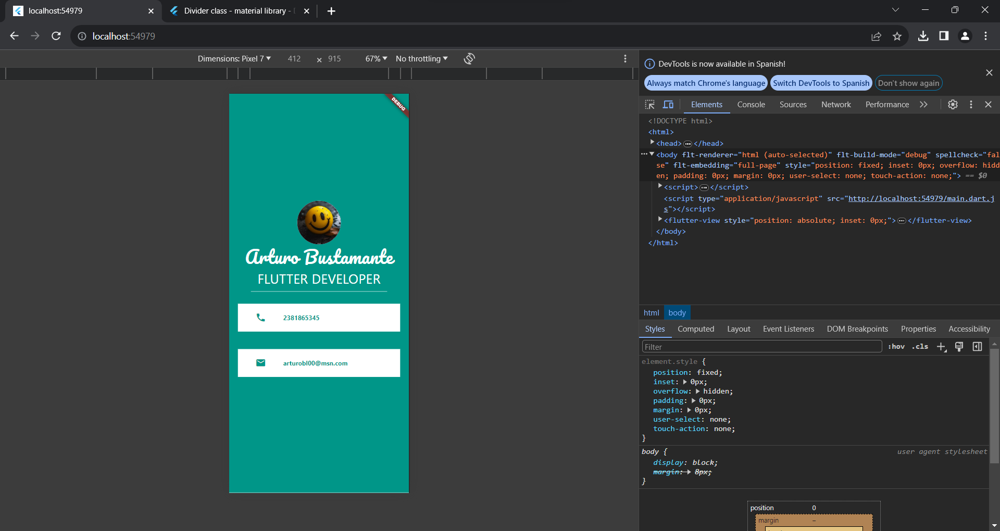 localhost:54979
Divider class - material library -
localhost:54979
Dimensions: Pixel 7 412 × 915 67% No throttling
DEBUG
Arturo Bustamante
FLUTTER DEVELOPER
2381865345
arturobl00@msn.com
DevTools is now available in Spanish!
Always match Chrome's language Switch DevTools to Spanish Don't show again
Elements Console Sources Network Performance
<!DOCTYPE html>
<html>
<head> ••• </head>
••• <body flt-renderer="html (auto-selected)" flt-build-mode="debug" spellcheck="fal
se" flt-embedding="full-page" style="position: fixed; inset: 0px; overflow: hidd
en; padding: 0px; margin: 0px; user-select: none; touch-action: none;"> == $0
<script> ••• </script>
<script type="application/javascript" src="http://localhost:54979/main.dart.j
s"></script>
<flutter-view style="position: absolute; inset: 0px;"> ••• </flutter-view>
</body>
</html>
html body
Styles Computed Layout Event Listeners DOM Breakpoints Properties Accessibility
Filter :hov .cls
element.style {
position: fixed;
inset: 0px;
overflow: hidden;
padding: 0px;
margin: 0px;
user-select: none;
touch-action: none;
}
body { user agent stylesheet
display: block;
margin: 8px;
}
position 0
margin –